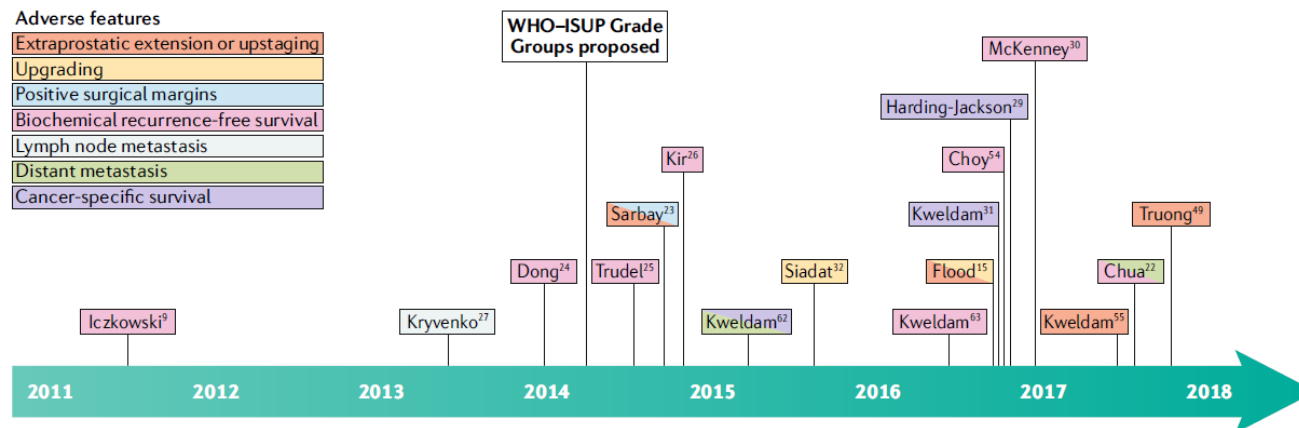 Adverse features
Extraprostatic extension or upstaging
Upgrading
Positive surgical margins
Biochemical recurrence-free survival
Lymph node metastasis
Distant metastasis
Cancer-specific survival
WHO–ISUP Grade
Groups proposed
McKenney30
Harding-Jackson29
Kir26
Choy54
Sarbay23
Kweldam31
Truong49
Dong24
Trudel25
Siadat32
Flood15
Chua22
Iczkowski9
Kryvenko27
Kweldam62
Kweldam63
Kweldam55
2011 2012 2013 2014 2015 2016 2017 2018